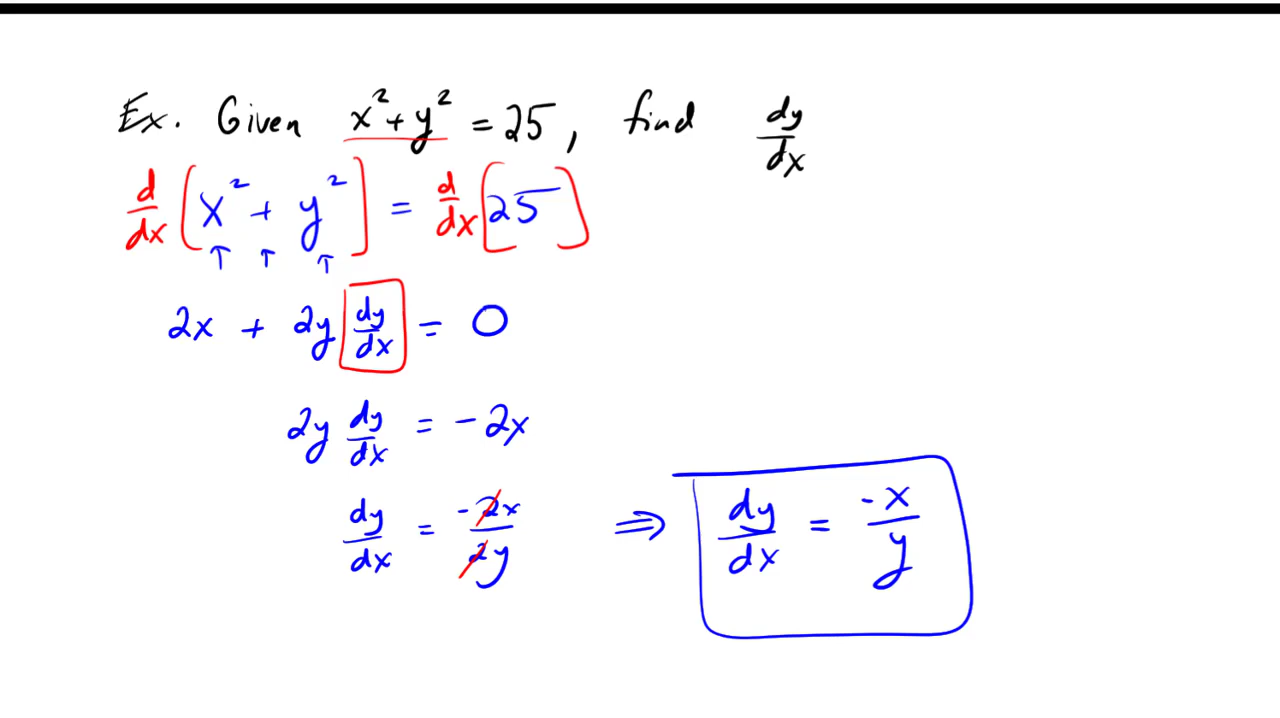 Ex. Given x² + y² = 25, find dy/dx
d/dx [x² + y²] = d/dx [25]
2x + 2y dy/dx = 0
2y dy/dx = -2x
dy/dx = -2x/2y ⇒ dy/dx = -x/y